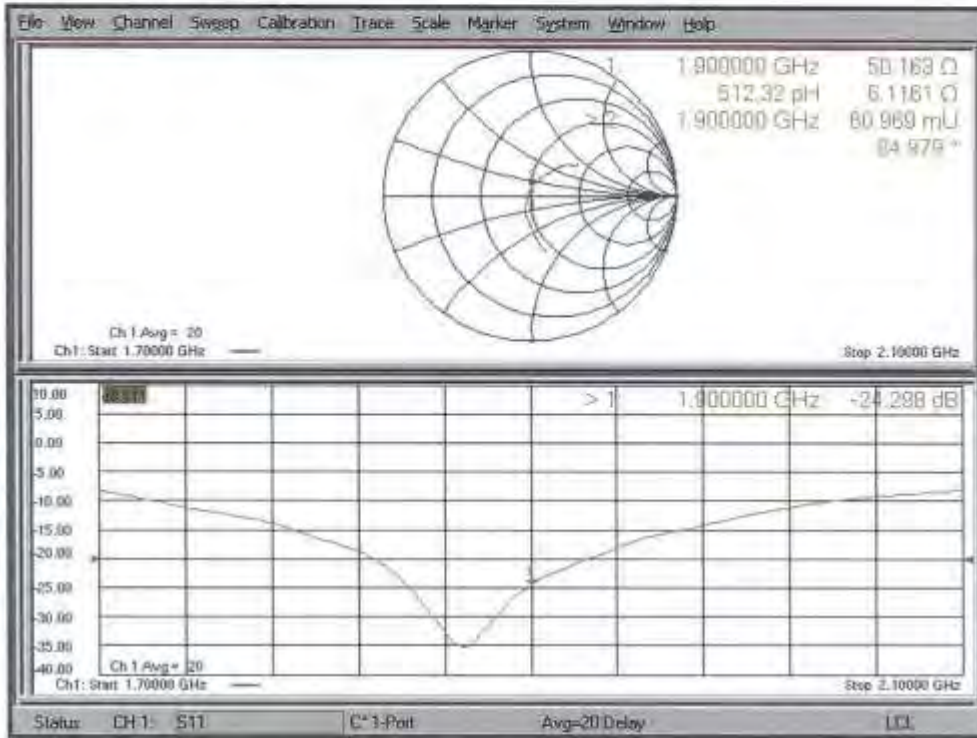 File View Channel Sweep Calibration Trace Scale Marker System Window Help
1 1.900000 GHz 50.163 Ω
512.32 pH 6.1161 Ω
> 2 1.900000 GHz 60.969 mU
84.979 °
Ch 1 Avg = 20
Ch1: Start 1.70000 GHz
Stop 2.10000 GHz
10.00
> 1 1.900000 GHz -24.298 dB
5.00
0.00
-5.00
-10.00
-15.00
-20.00
-25.00
-30.00
-35.00
-40.00
Ch 1 Avg = 20
Ch1: Start 1.70000 GHz
Stop 2.10000 GHz
Status CH 1: S11 C* 1-Port Avg=20 Delay LCL